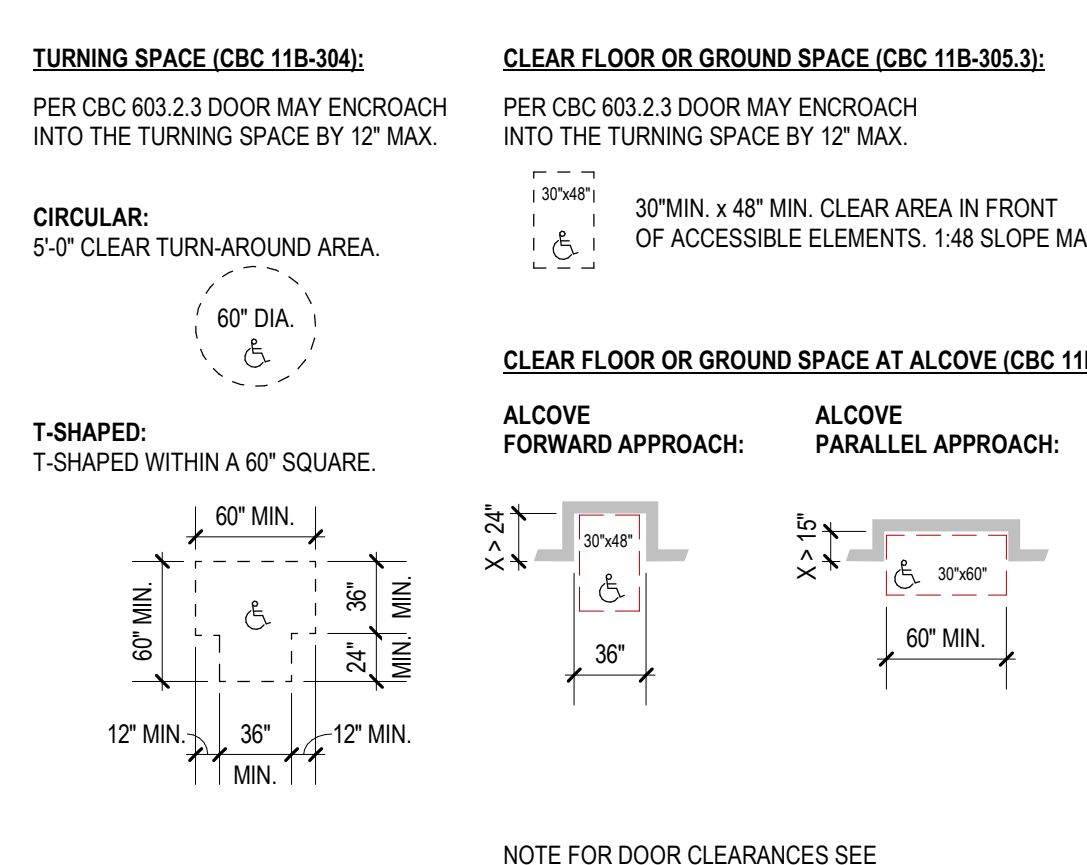 TURNING SPACE (CBC 11B-304):
PER CBC 603.2.3 DOOR MAY ENCROACH
INTO THE TURNING SPACE BY 12" MAX.
CIRCULAR:
5'-0" CLEAR TURN-AROUND AREA.
60" DIA.
T-SHAPED:
T-SHAPED WITHIN A 60" SQUARE.
60" MIN.
60" MIN.
36" MIN.
24" MIN.
12" MIN.
36"
MIN.
12" MIN.
CLEAR FLOOR OR GROUND SPACE (CBC 11B-305.3):
PER CBC 603.2.3 DOOR MAY ENCROACH
INTO THE TURNING SPACE BY 12" MAX.
30"x48"
30"MIN. x 48" MIN. CLEAR AREA IN FRONT
OF ACCESSIBLE ELEMENTS. 1:48 SLOPE MA
CLEAR FLOOR OR GROUND SPACE AT ALCOVE (CBC 11
ALCOVE
FORWARD APPROACH:
X > 24"
30"x48"
36"
ALCOVE
PARALLEL APPROACH:
X > 15"
30"x60"
60" MIN.
NOTE FOR DOOR CLEARANCES SEE